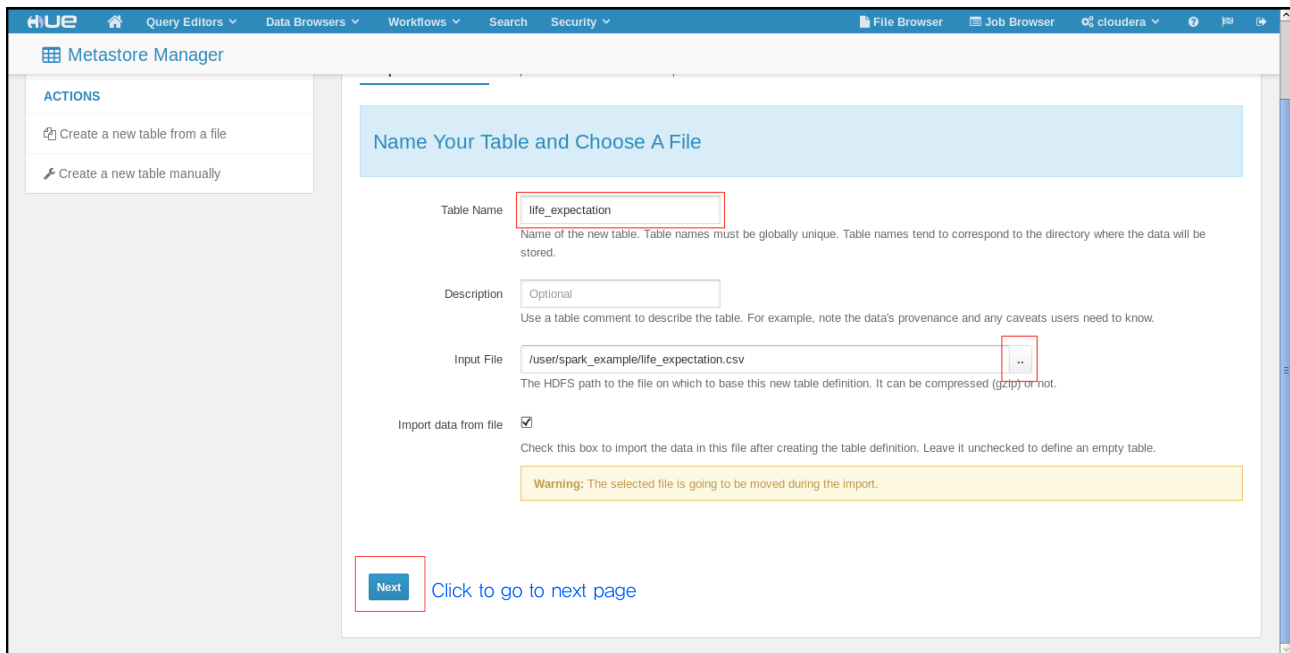 HUE Query Editors Data Browsers Workflows Search Security File Browser Job Browser cloudera
Metastore Manager
ACTIONS
Create a new table from a file
Create a new table manually
Name Your Table and Choose A File
Table Name life_expectation
Name of the new table. Table names must be globally unique. Table names tend to correspond to the directory where the data will be
stored.
Description Optional
Use a table comment to describe the table. For example, note the data's provenance and any caveats users need to know.
Input File /user/spark_example/life_expectation.csv ..
The HDFS path to the file on which to base this new table definition. It can be compressed (gzip) or not.
Import data from file
Check this box to import the data in this file after creating the table definition. Leave it unchecked to define an empty table.
Warning: The selected file is going to be moved during the import.
Next Click to go to next page